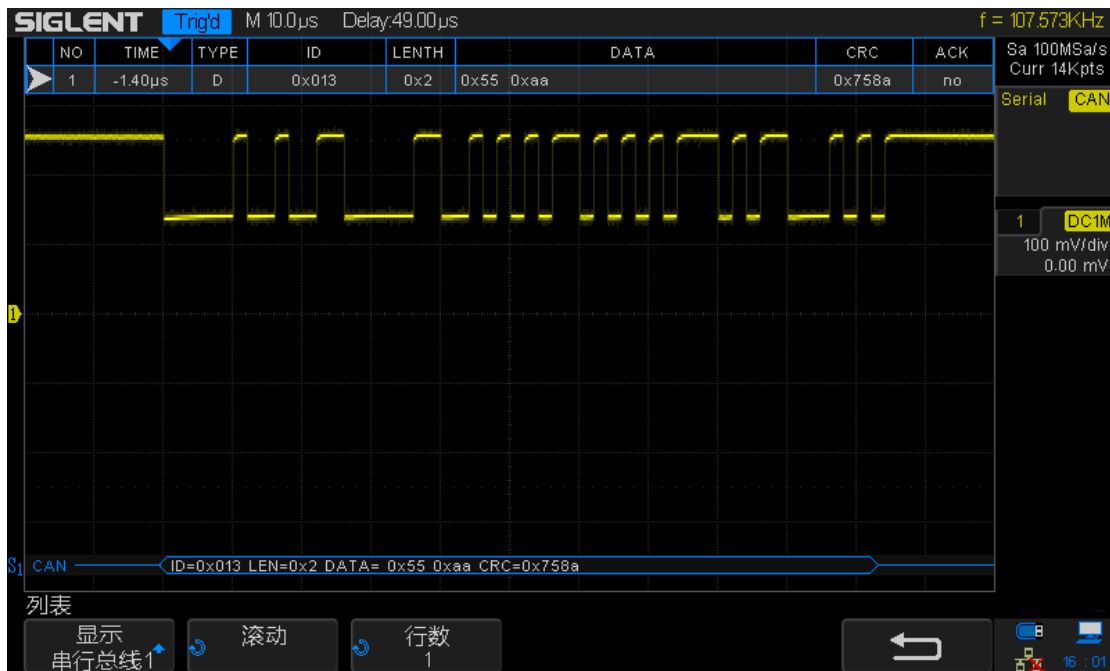 SIGLENT Trig'd M 10.0µs Delay:49.00µs f = 107.573KHz
Sa 100MSa/s
Curr 14Kpts
NO TIME TYPE ID LENTH DATA CRC ACK
1 -1.40µs D 0x013 0x2 0x55 0xaa 0x758a no
Serial CAN
1 DC1M
100 mV/div
0.00 mV
1
S1 CAN ID=0x013 LEN=0x2 DATA= 0x55 0xaa CRC=0x758a
列表
显示 滚动 行数
串行总线1 1
16 : 01